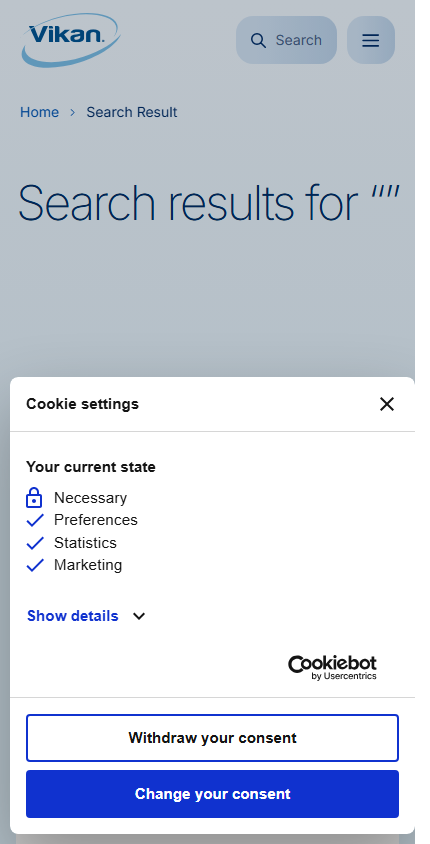 Vikan
Search
Home > Search Result
Search results for “”
Cookie settings
Your current state
Necessary
Preferences
Statistics
Marketing
Show details
Cookiebot
by Usercentrics
Withdraw your consent
Change your consent